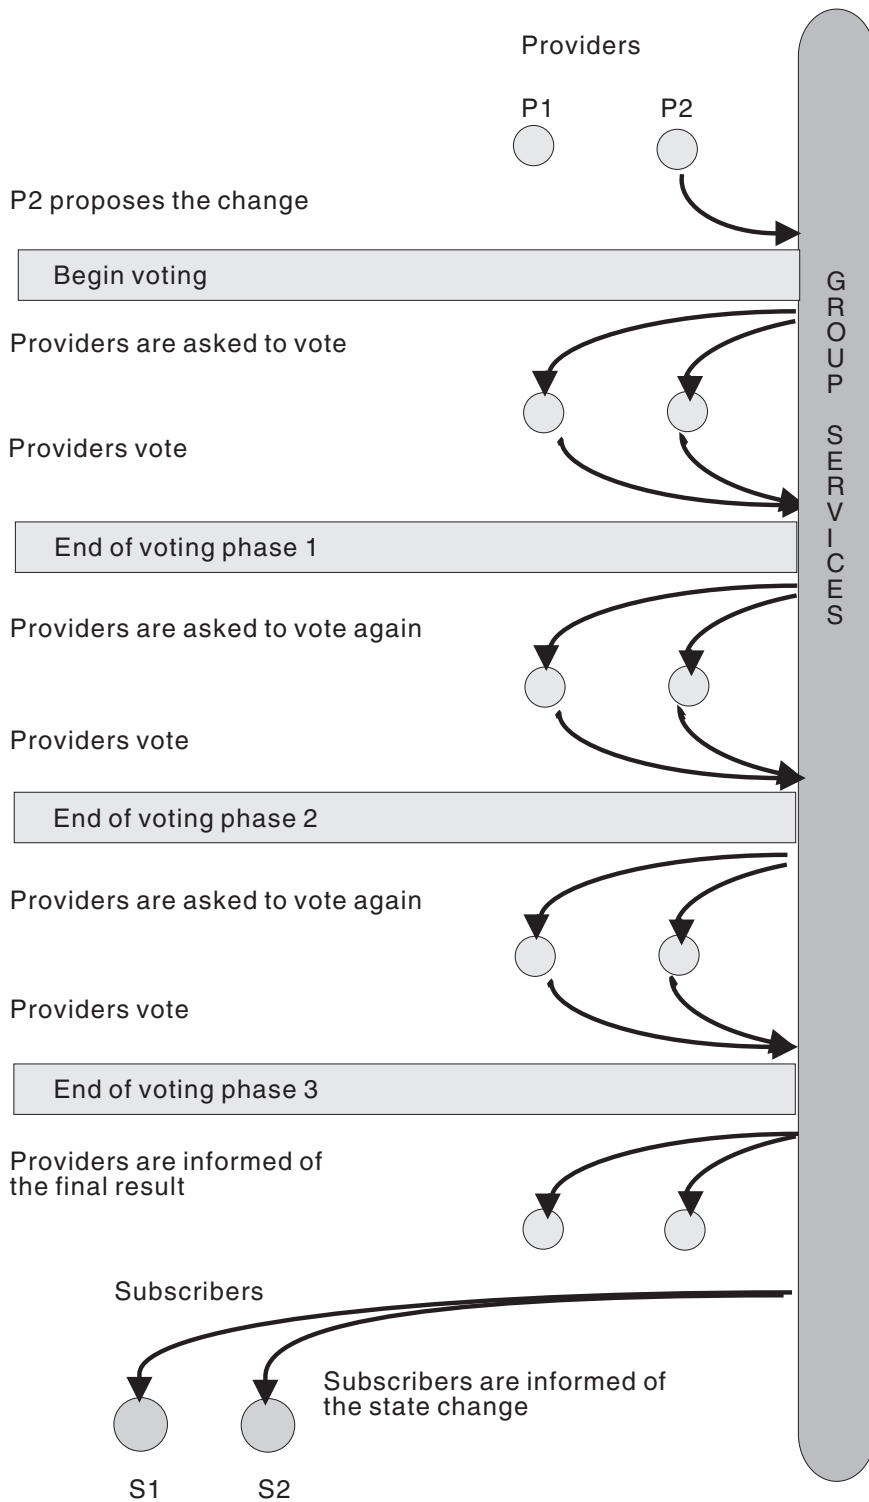 Providers
P1 P2
P2 proposes the change
Begin voting
GROUP SERVICES
Providers are asked to vote
Providers vote
End of voting phase 1
Providers are asked to vote again
Providers vote
End of voting phase 2
Providers are asked to vote again
Providers vote
End of voting phase 3
Providers are informed of
the final result
Subscribers
Subscribers are informed of
the state change
S1 S2